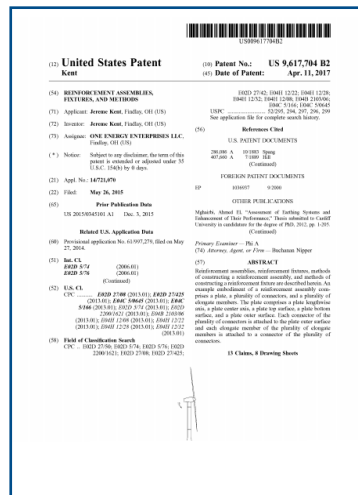 US009617704B2
(12) United States Patent
Kent
(10) Patent No.: US 9,617,704 B2
(45) Date of Patent: Apr. 11, 2017
(54) REINFORCEMENT ASSEMBLIES, FIXTURES, AND METHODS
(71) Applicant: Jereme Kent, Findlay, OH (US)
(72) Inventor: Jereme Kent, Findlay, OH (US)
(73) Assignee: ONE ENERGY ENTERPRISES LLC, Findlay, OH (US)
(*) Notice: Subject to any disclaimer, the term of this
patent is extended or adjusted under 35
U.S.C. 154(b) by 0 days.
(21) Appl. No.: 14/721,070
(22) Filed: May 26, 2015
(65) Prior Publication Data
US 2015/0345101 A1 Dec. 3, 2015
Related U.S. Application Data
(60) Provisional application No. 61/997,279, filed on May
27, 2014.
(51) Int. Cl.
E02D 5/74 (2006.01)
E02D 5/76 (2006.01)
(Continued)
(52) U.S. Cl.
(58) Field of Classification Search
See application file for complete search history.
(56) References Cited
U.S. PATENT DOCUMENTS
FOREIGN PATENT DOCUMENTS
OTHER PUBLICATIONS
(Continued)
Primary Examiner — Phi A
(74) Attorney, Agent, or Firm — Buchanan Nipper
(57) ABSTRACT
Reinforcement assemblies, reinforcement fixtures, methods
of constructing a reinforcement assembly, and methods of
constructing a reinforcement fixture are described herein. An
example embodiment of a reinforcement assembly com-
prises a plate, a plurality of connectors, and a plurality of
elongate members. The plate comprises a plate lengthwise
axis, a plate center axis, a plate top surface, a plate bottom
surface, and a plate outer surface. Each connector of the
plurality of connectors is attached to the plate outer surface
and each elongate member of the plurality of elongate
members is attached to a connector of the plurality of
connectors.
13 Claims, 8 Drawing Sheets